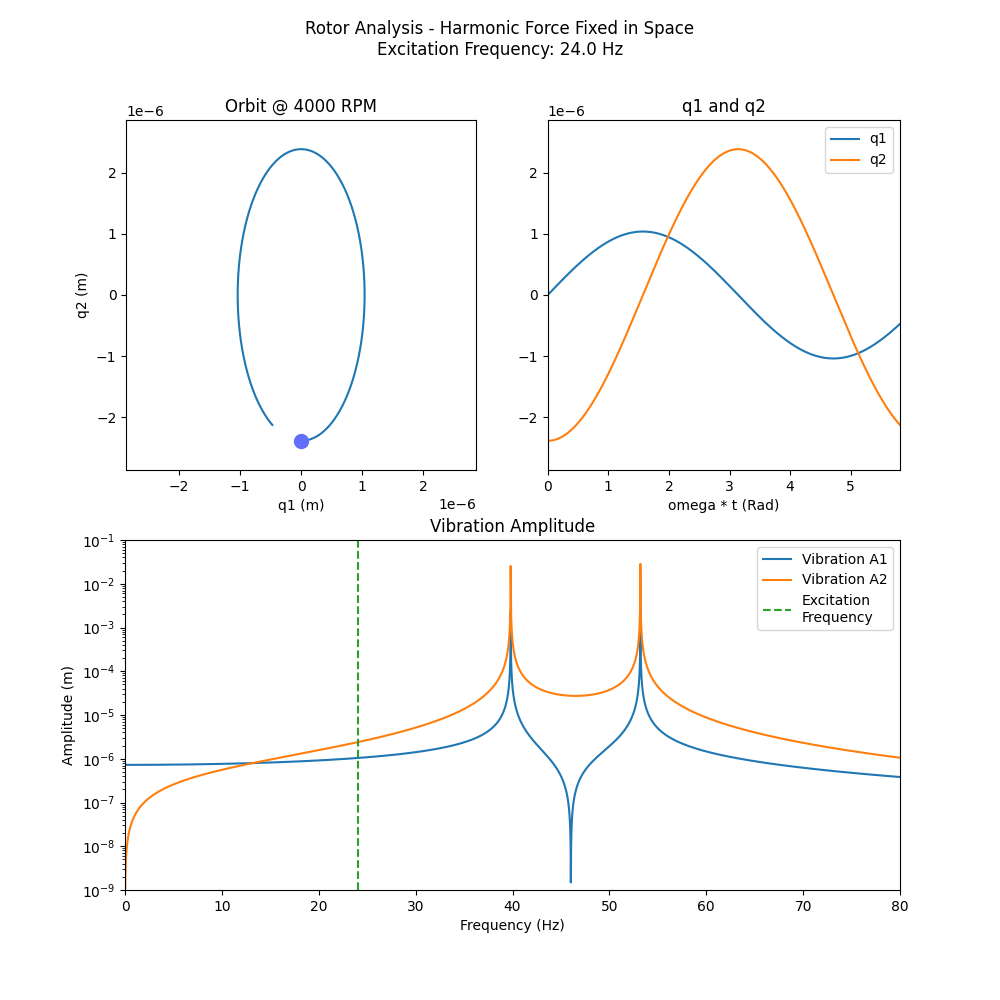 Rotor Analysis - Harmonic Force Fixed in Space
Excitation Frequency: 24.0 Hz
Orbit @ 4000 RPM
1e−6
2
1
0
−1
−2
q2 (m)
−2 −1 0 1 2
1e−6
q1 (m)
q1 and q2
1e−6
q1
q2
2
1
0
−1
−2
0 1 2 3 4 5
omega * t (Rad)
Vibration Amplitude
Vibration A1
Vibration A2
Excitation
Frequency
10⁻¹
10⁻²
10⁻³
10⁻⁴
10⁻⁵
10⁻⁶
10⁻⁷
10⁻⁸
10⁻⁹
Amplitude (m)
0 10 20 30 40 50 60 70 80
Frequency (Hz)